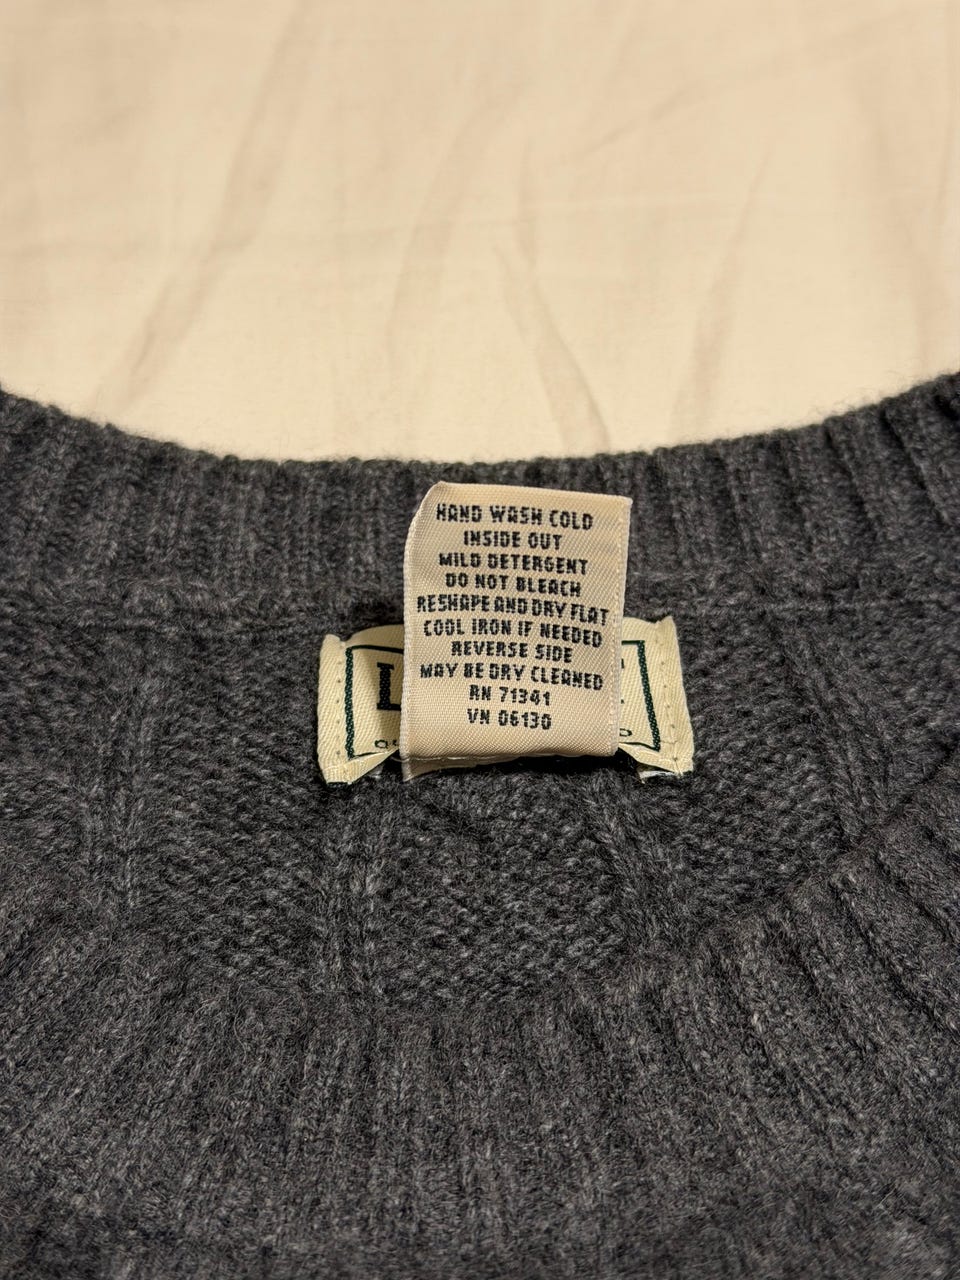 HAND WASH COLD
INSIDE OUT
MILD DETERGENT
DO NOT BLEACH
RESHAPE AND DRY FLAT
COOL IRON IF NEEDED
REVERSE SIDE
MAY BE DRY CLEANED
RN 71341
VN 06130